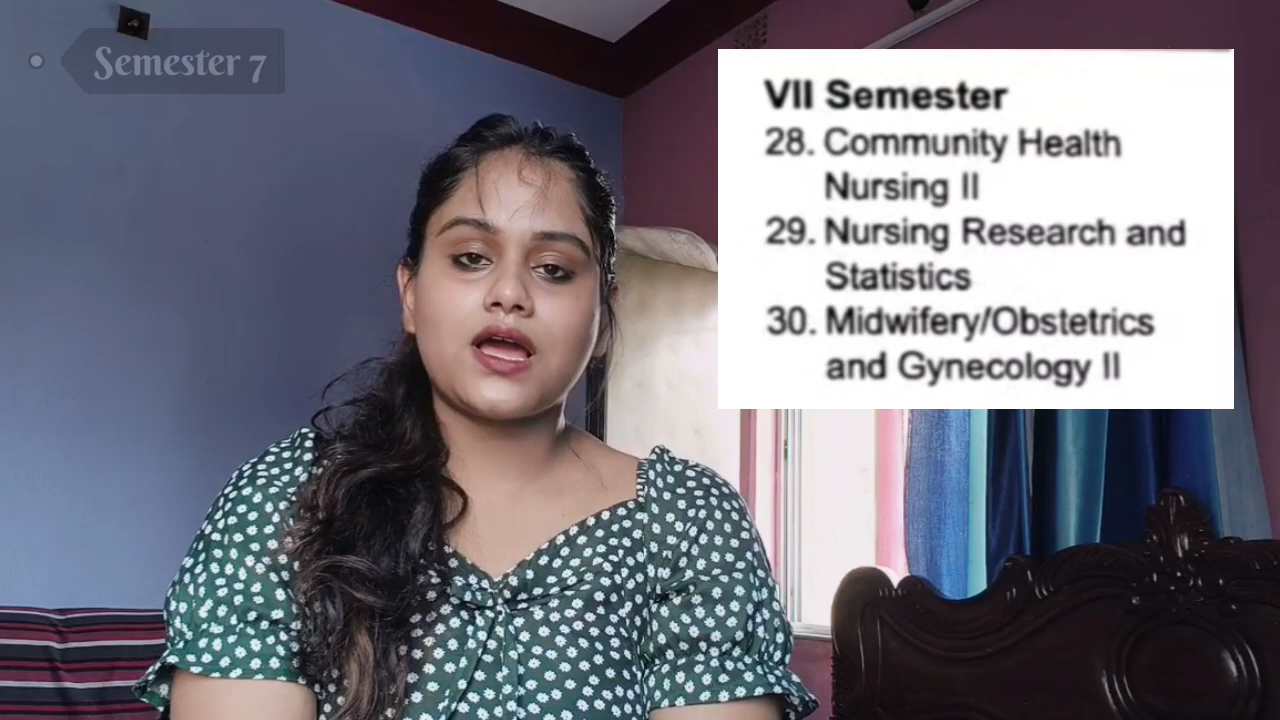 Semester 7
VII Semester
28. Community Health
Nursing II
29. Nursing Research and
Statistics
30. Midwifery/Obstetrics
and Gynecology II